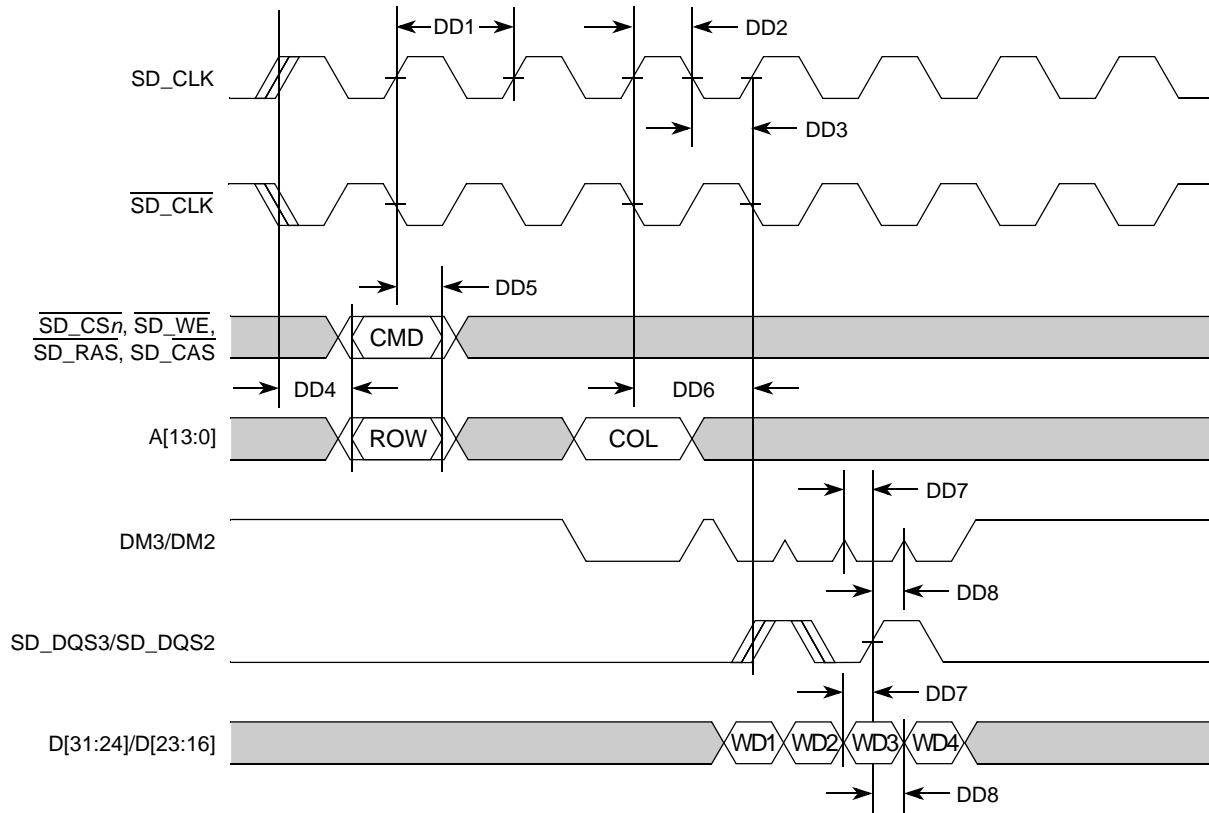 DD1
DD2
SD_CLK
DD3
SD_CLK
DD5
SD_CSn, SD_WE,
SD_RAS, SD_CAS
CMD
DD4
DD6
A[13:0]
ROW
COL
DD7
DM3/DM2
DD8
SD_DQS3/SD_DQS2
DD7
D[31:24]/D[23:16]
WD1
WD2
WD3
WD4
DD8